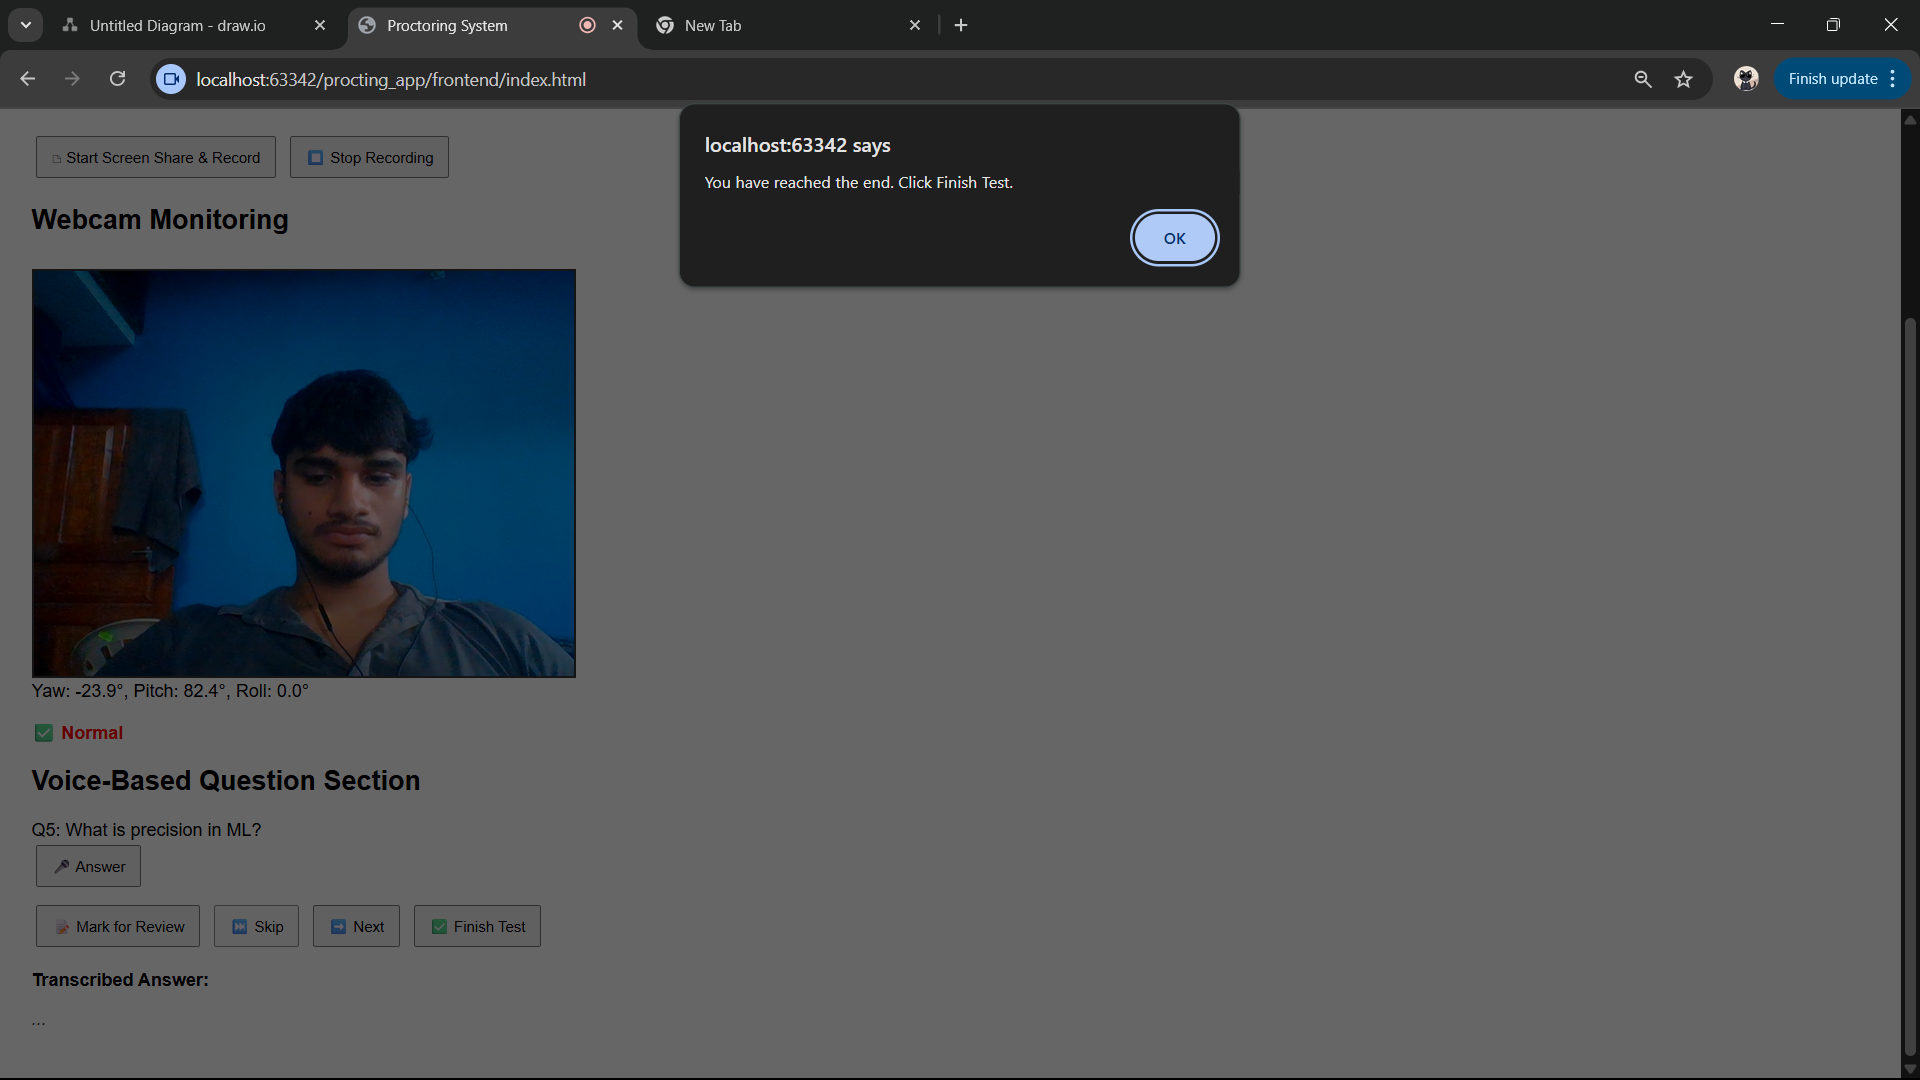 Untitled Diagram - draw.io
Proctoring System
New Tab
localhost:63342/procting_app/frontend/index.html
Finish update
localhost:63342 says
You have reached the end. Click Finish Test.
OK
Start Screen Share & Record
Stop Recording
Webcam Monitoring
Yaw: -23.9°, Pitch: 82.4°, Roll: 0.0°
✅ Normal
Voice-Based Question Section
Q5: What is precision in ML?
🎤 Answer
📝 Mark for Review
⏭ Skip
➡ Next
✅ Finish Test
Transcribed Answer:
...